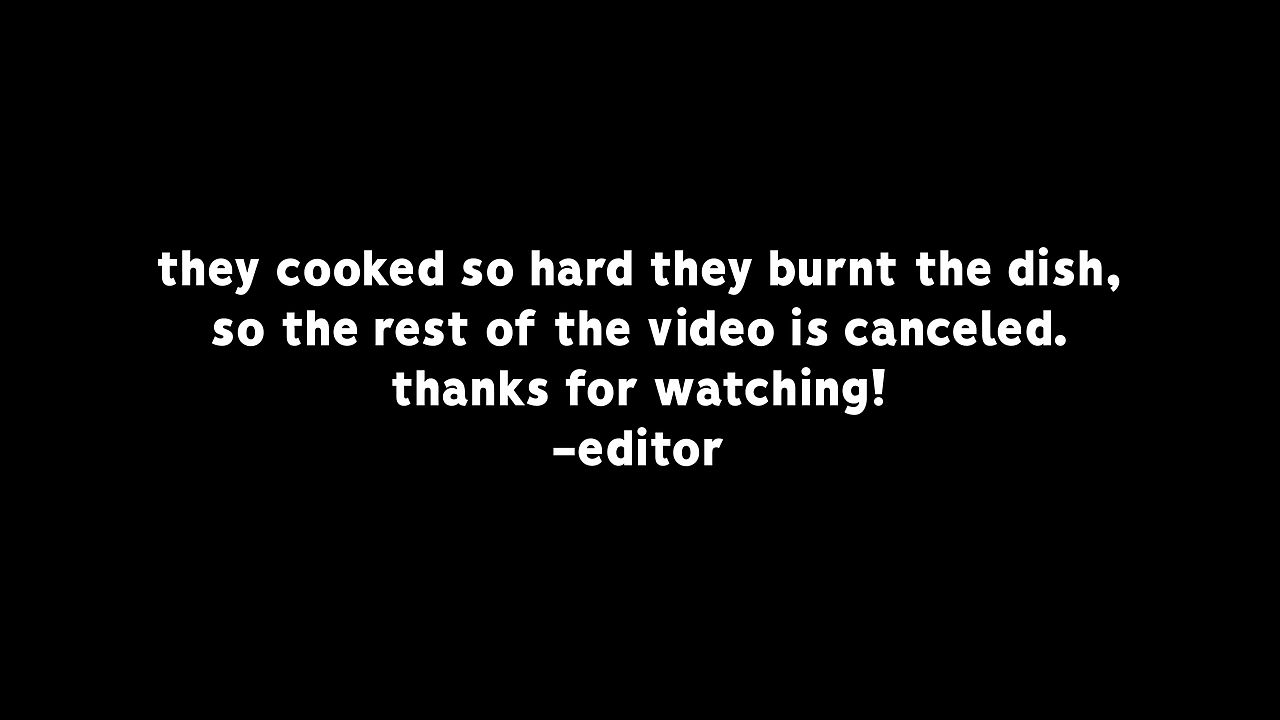 they cooked so hard they burnt the dish,
so the rest of the video is canceled.
thanks for watching!
-editor